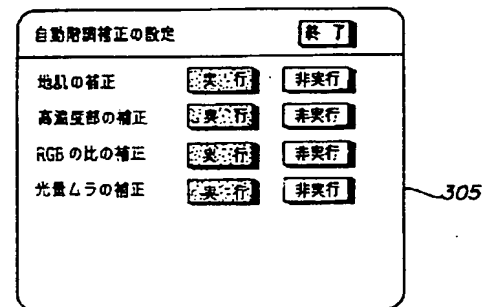 自動階調補正の設定 終了
地肌の補正 実行 非実行
高濃度部の補正 実行 非実行
RGBの比の補正 実行 非実行
光量ムラの補正 実行 非実行
305